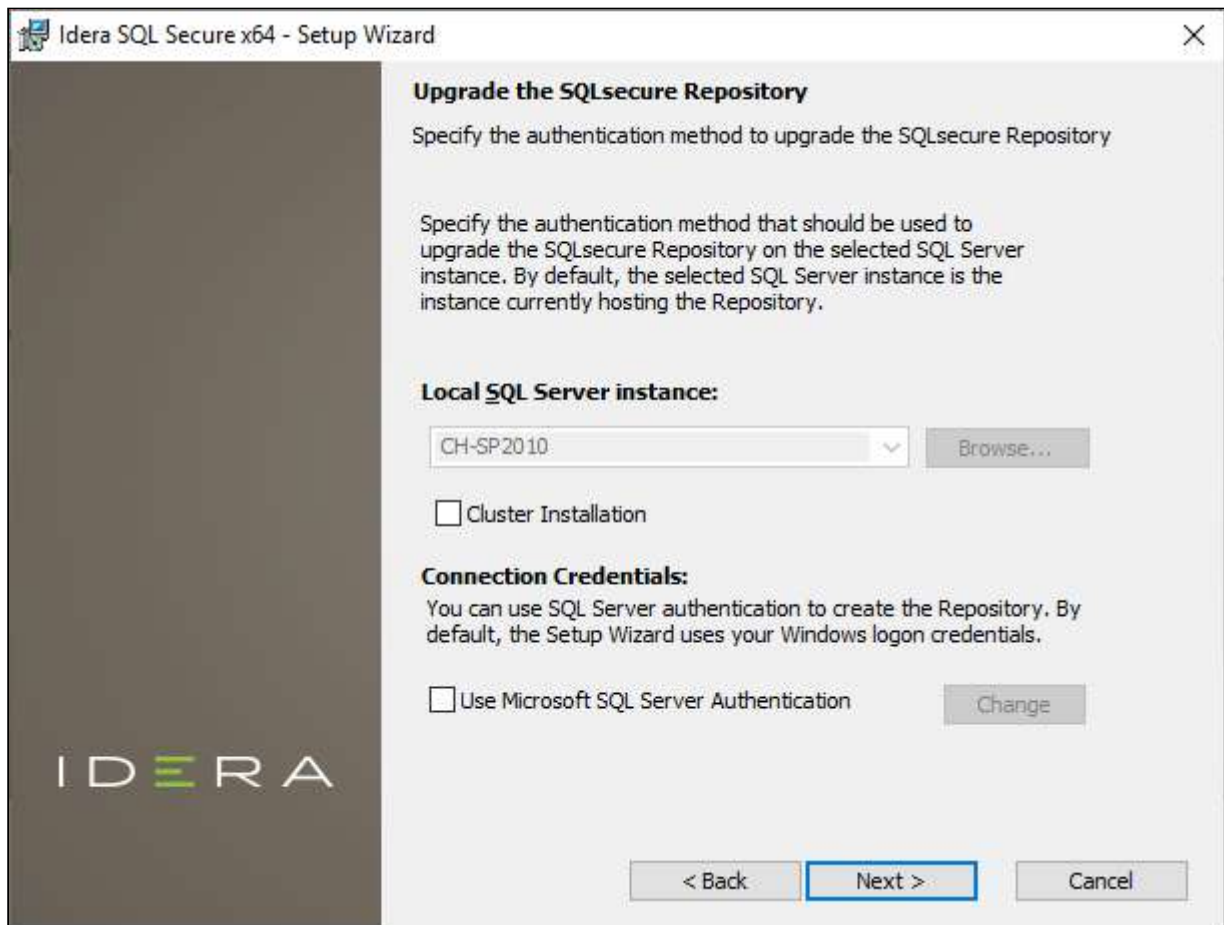 Idera SQL Secure x64 - Setup Wizard
Upgrade the SQLsecure Repository
Specify the authentication method to upgrade the SQLsecure Repository
Specify the authentication method that should be used to
upgrade the SQLsecure Repository on the selected SQL Server
instance. By default, the selected SQL Server instance is the
instance currently hosting the Repository.
Local SQL Server instance:
CH-SP2010
Browse...
Cluster Installation
Connection Credentials:
You can use SQL Server authentication to create the Repository. By
default, the Setup Wizard uses your Windows logon credentials.
Use Microsoft SQL Server Authentication
Change
IDERA
< Back
Next >
Cancel